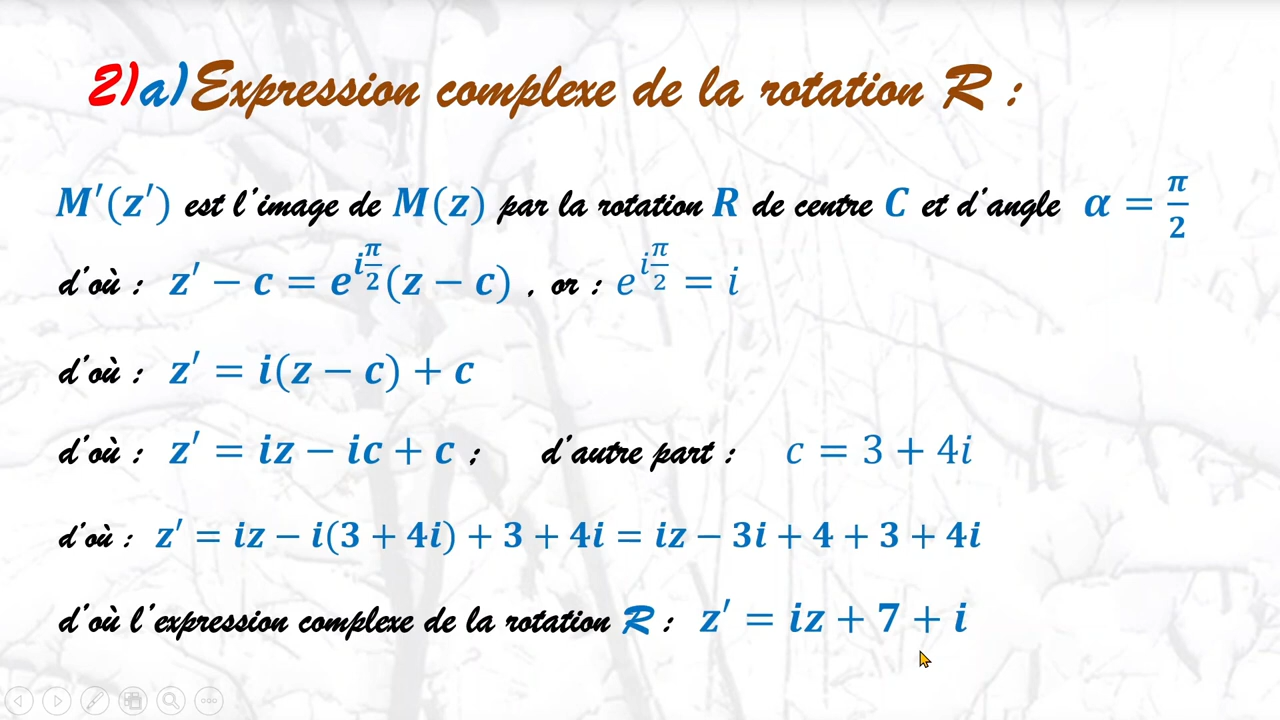 2)a)Expression complexe de la rotation R :
M′(z′) est l'image de M(z) par la rotation R de centre C et d'angle α = π/2
d'où : z′ − c = e^{iπ/2}(z − c) , or : e^{iπ/2} = i
d'où : z′ = i(z − c) + c
d'où : z′ = iz − ic + c ; d'autre part : c = 3 + 4i
d'où : z′ = iz − i(3 + 4i) + 3 + 4i = iz − 3i + 4 + 3 + 4i
d'où l'expression complexe de la rotation R : z′ = iz + 7 + i